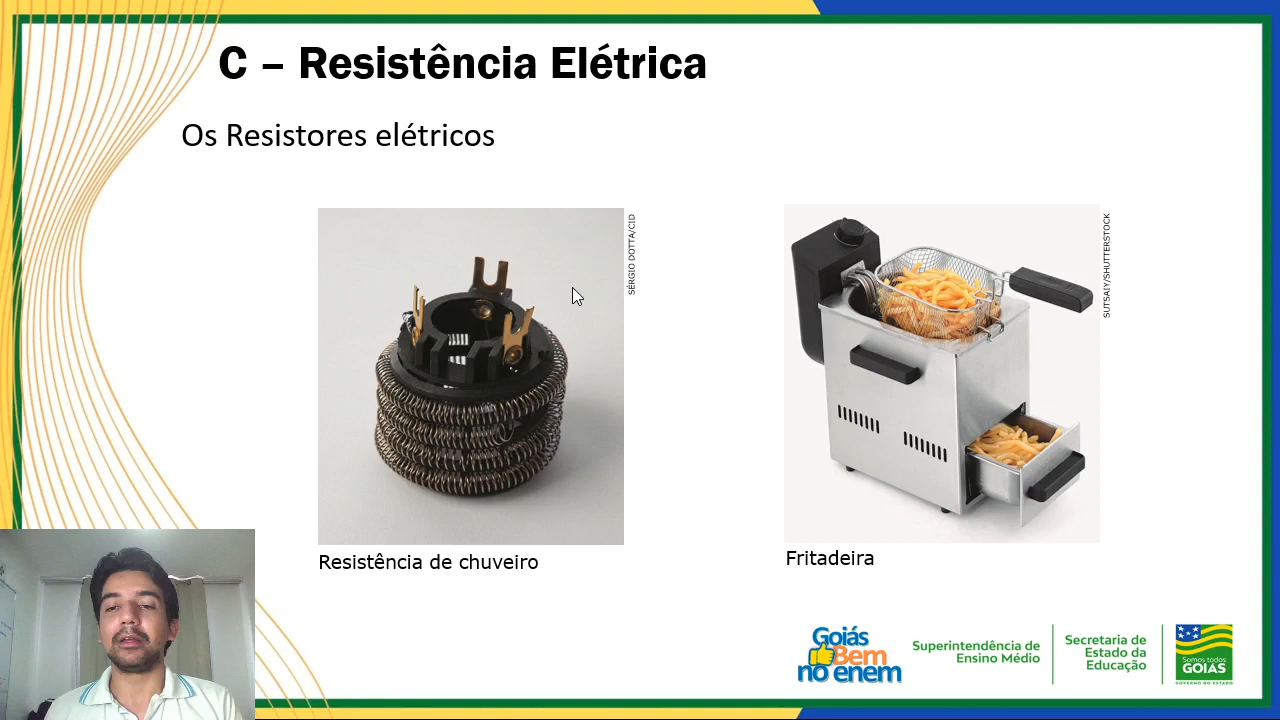 C – Resistência Elétrica
Os Resistores elétricos
SÉRGIO DOTTA/CID
SUTSAIY/SHUTTERSTOCK
Resistência de chuveiro
Fritadeira
Goiás
Bem
no enem
Superintendência de
Ensino Médio
Secretaria de
Estado da
Educação
Somos todos
GOIÁS
GOVERNO DO ESTADO